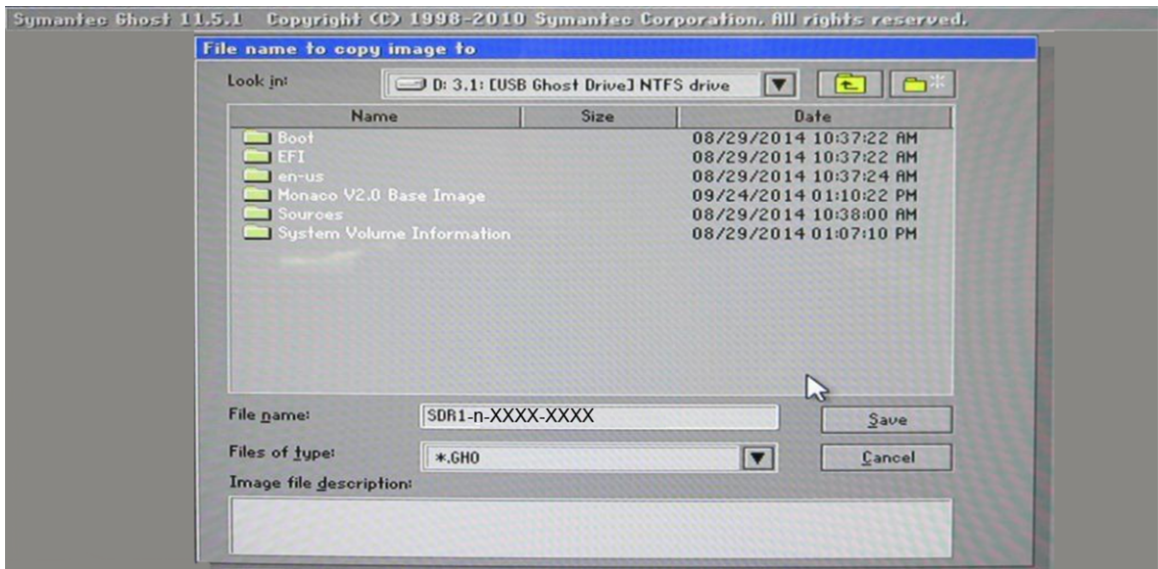 Symantec Ghost 11.5.1 Copyright (C) 1998-2010 Symantec Corporation. All rights reserved.
File name to copy image to
Look in: D: 3.1: [USB Ghost Drive] NTFS drive
Name Size Date
Boot 08/29/2014 10:37:22 AM
EFI 08/29/2014 10:37:22 AM
en-us 08/29/2014 10:37:24 AM
Monaco V2.0 Base Image 09/24/2014 01:10:22 PM
Sources 08/29/2014 10:38:00 AM
System Volume Information 08/29/2014 01:07:10 PM
File name: SDR1-n-XXXX-XXXX Save
Files of type: *.GHO Cancel
Image file description: